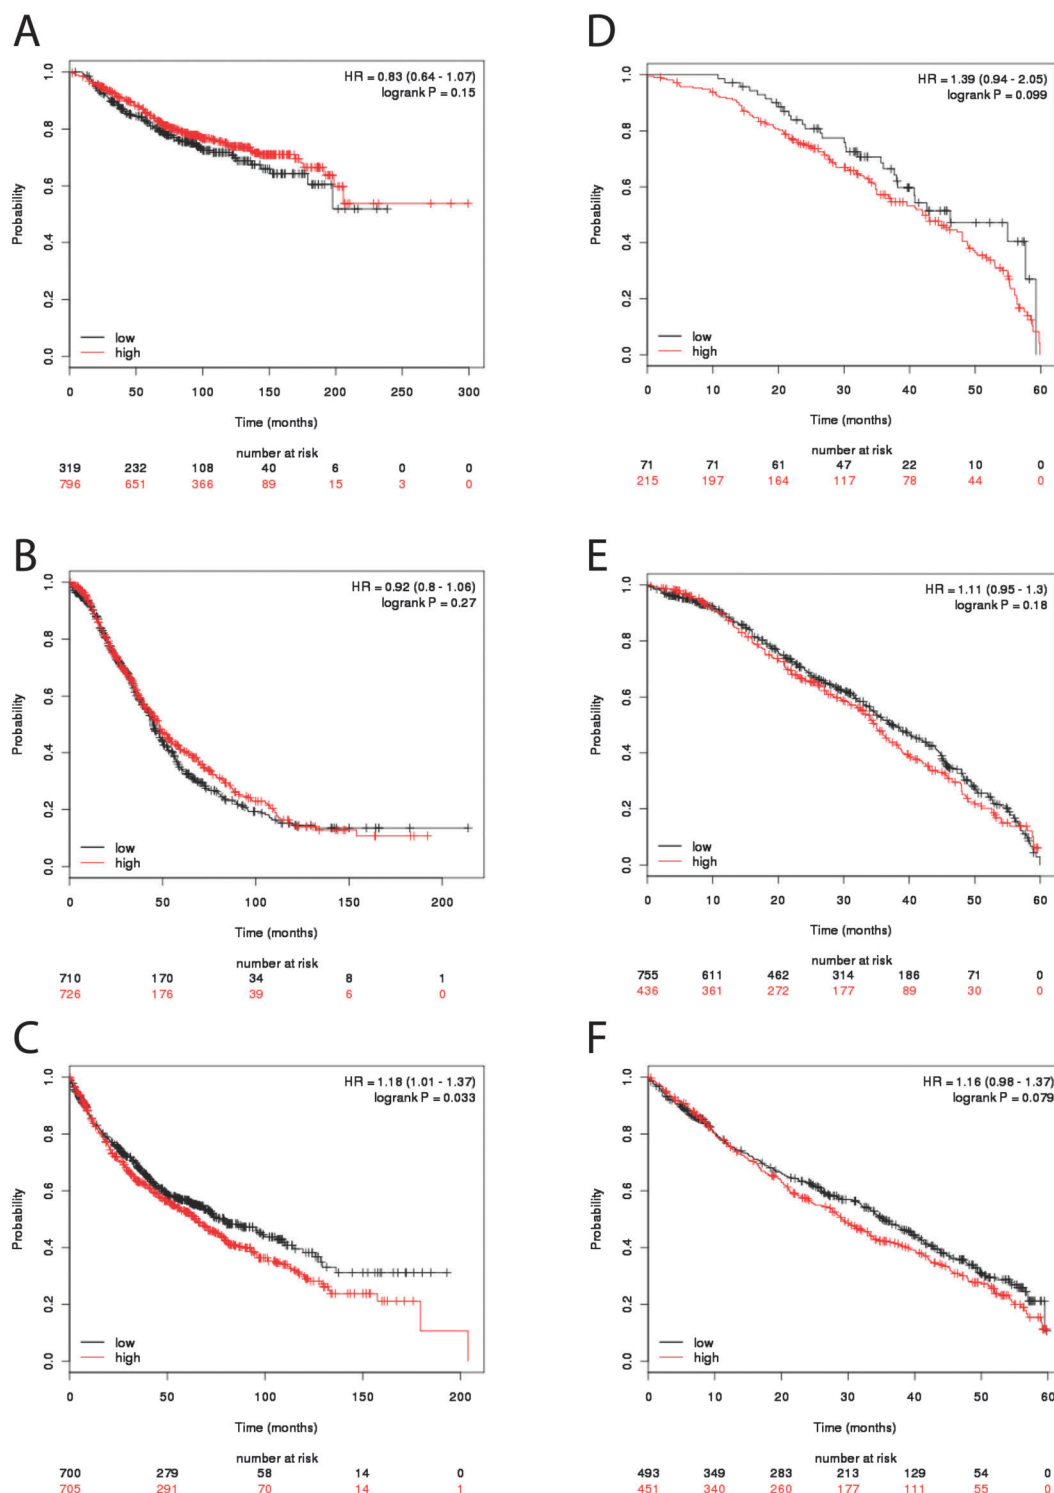 A
HR = 0.83 (0.64 - 1.07)
logrank P = 0.15
Probability
1.0
0.8
0.6
0.4
0.2
0.0
low
high
0 50 100 150 200 250 300
Time (months)
number at risk
319 232 108 40 6 0 0
796 651 366 89 15 3 0
B
HR = 0.92 (0.8 - 1.06)
logrank P = 0.27
Probability
1.0
0.8
0.6
0.4
0.2
0.0
low
high
0 50 100 150 200
Time (months)
number at risk
710 170 34 8 1
726 176 39 6 0
C
HR = 1.18 (1.01 - 1.37)
logrank P = 0.033
Probability
1.0
0.8
0.6
0.4
0.2
0.0
low
high
0 50 100 150 200
Time (months)
number at risk
700 279 58 14 0
705 291 70 14 1
D
HR = 1.39 (0.94 - 2.05)
logrank P = 0.099
Probability
1.0
0.8
0.6
0.4
0.2
0.0
low
high
0 10 20 30 40 50 60
Time (months)
number at risk
71 71 61 47 22 10 0
215 197 164 117 78 44 0
E
HR = 1.11 (0.95 - 1.3)
logrank P = 0.18
Probability
1.0
0.8
0.6
0.4
0.2
0.0
low
high
0 10 20 30 40 50 60
Time (months)
number at risk
755 611 462 314 186 71 0
436 361 272 177 89 30 0
F
HR = 1.16 (0.98 - 1.37)
logrank P = 0.079
Probability
1.0
0.8
0.6
0.4
0.2
0.0
low
high
0 10 20 30 40 50 60
Time (months)
number at risk
493 349 283 213 129 54 0
451 340 260 177 111 55 0